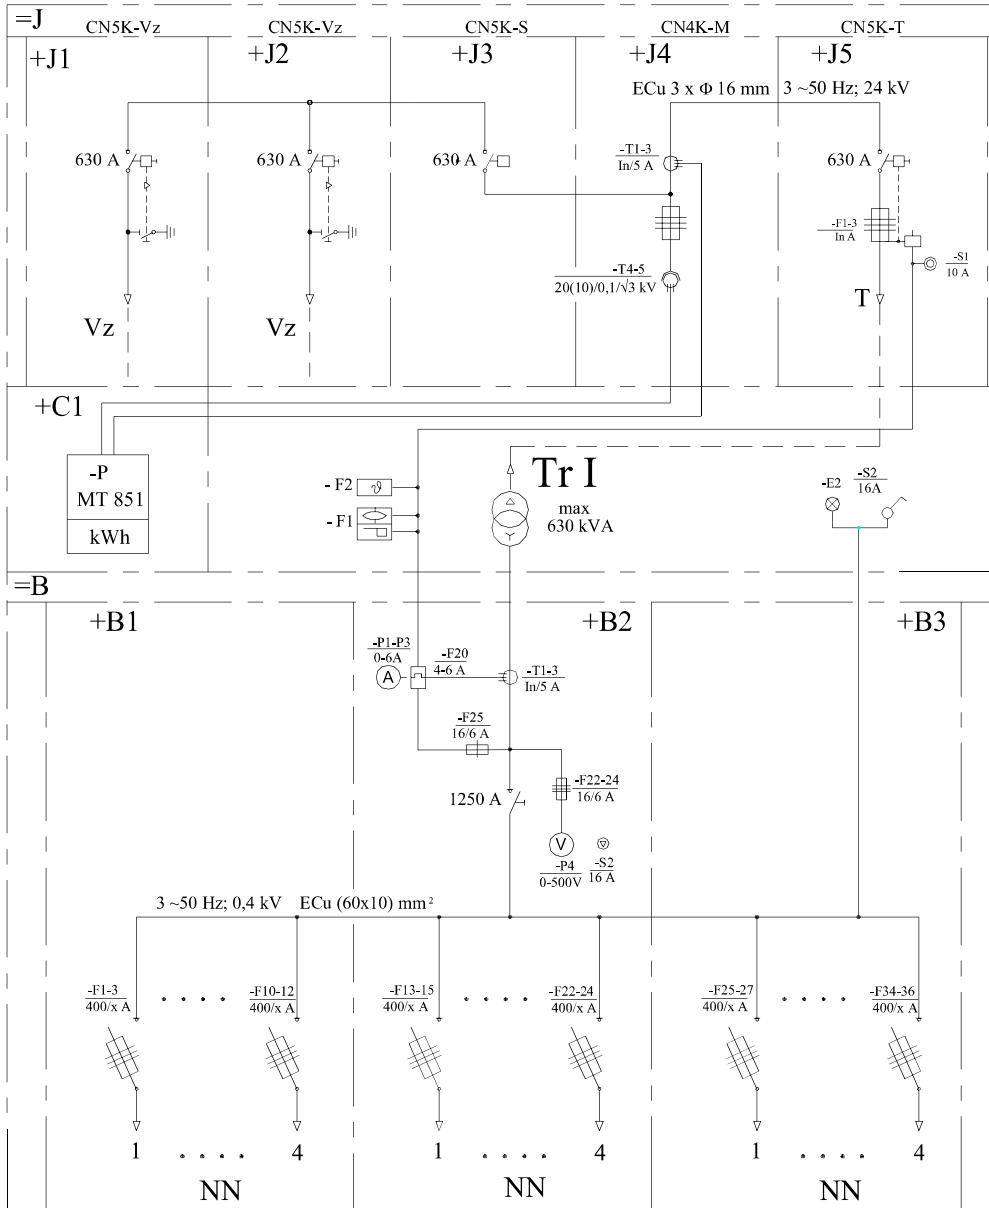 =J
CN5K-Vz
CN5K-Vz
CN5K-S
CN4K-M
CN5K-T
+J1
+J2
+J3
+J4
+J5
ECu 3 x Φ 16 mm
3 ~50 Hz; 24 kV
630 A
630 A
630 A
-T1-3
In/5 A
630 A
-F1-3
In A
-S1
10 A
-T4-5
20(10)/0,1/√3 kV
Vz
Vz
T
+C1
-P
MT 851
kWh
- F2
ϑ
- F1
Tr I
max
630 kVA
-E2
-S2
16A
=B
+B1
+B2
+B3
-P1-P3
0-6A
A
-F20
4-6 A
-T1-3
In/5 A
-F25
16/6 A
1250 A
-F22-24
16/6 A
V
-P4
0-500V
-S2
16 A
3 ~50 Hz; 0,4 kV
ECu (60x10) mm²
-F1-3
400/x A
-F10-12
400/x A
-F13-15
400/x A
-F22-24
400/x A
-F25-27
400/x A
-F34-36
400/x A
1
4
1
4
1
4
NN
NN
NN